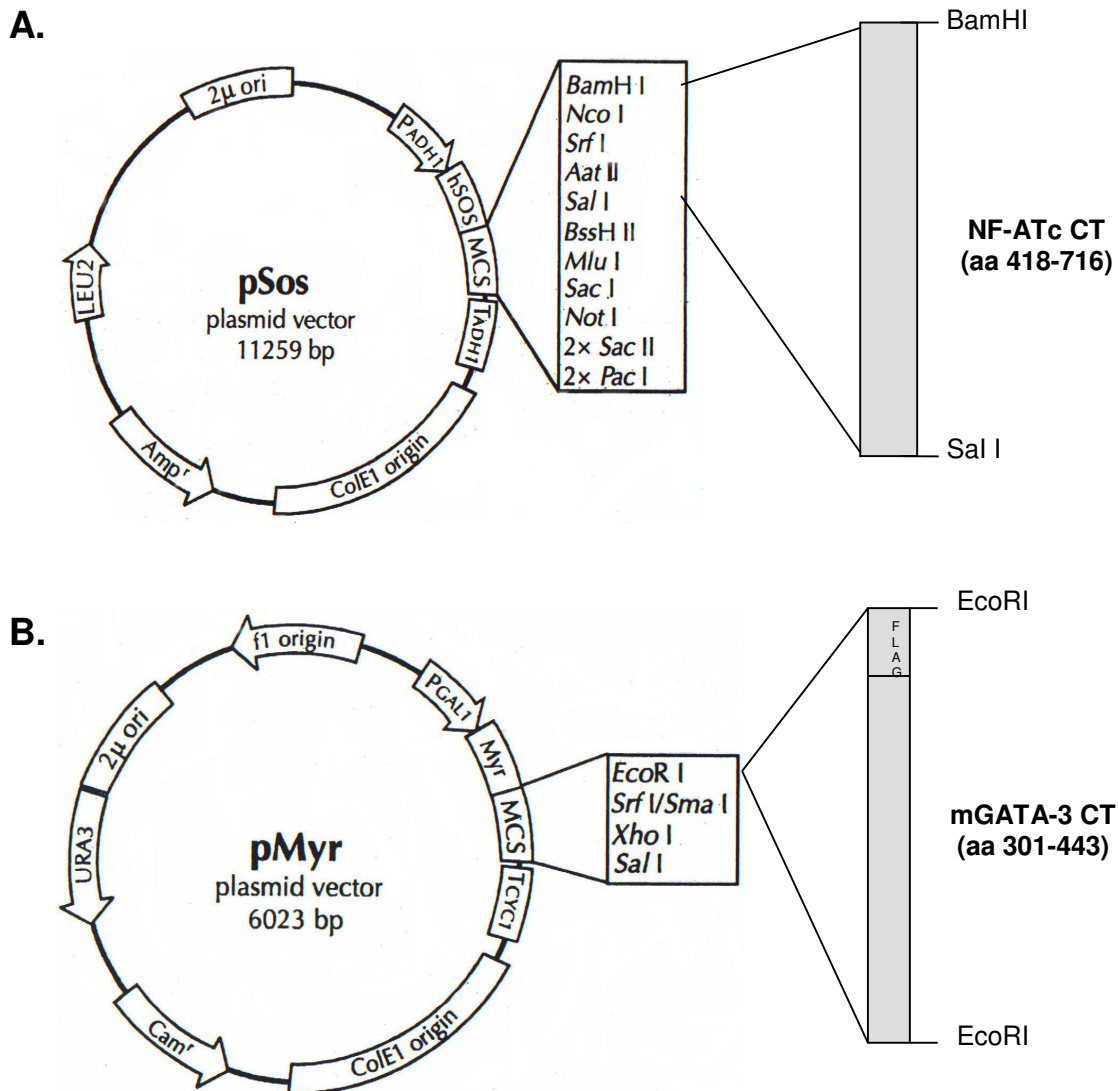 A.
2μ ori
PADH1
hSOS
MCS
TADH1
ColE1 origin
Ampʳ
LEU2
pSos
plasmid vector
11259 bp
BamH I
Nco I
Srf I
Aat II
Sal I
BssH II
Mlu I
Sac I
Not I
2× Sac II
2× Pac I
BamHI
NF-ATc CT
(aa 418-716)
Sal I
B.
f1 origin
PGAL1
Myr
MCS
TCYC1
ColE1 origin
Camʳ
URA3
2μ ori
pMyr
plasmid vector
6023 bp
EcoR I
Srf I/Sma I
Xho I
Sal I
EcoRI
F
L
A
G
mGATA-3 CT
(aa 301-443)
EcoRI